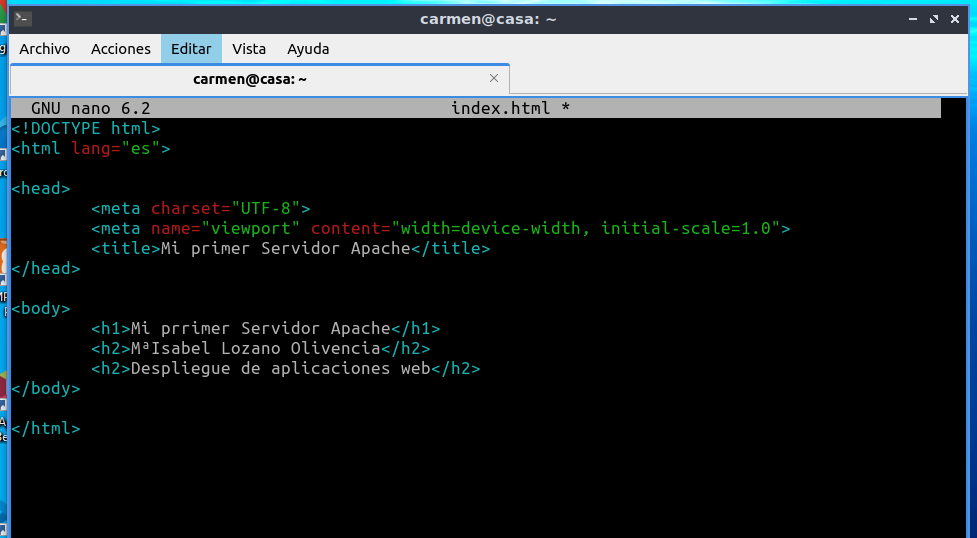 carmen@casa: ~
Archivo Acciones Editar Vista Ayuda
carmen@casa: ~
GNU nano 6.2 index.html *
<!DOCTYPE html>
<html lang="es">
<head>
<meta charset="UTF-8">
<meta name="viewport" content="width=device-width, initial-scale=1.0">
<title>Mi primer Servidor Apache</title>
</head>
<body>
<h1>Mi prrimer Servidor Apache</h1>
<h2>MªIsabel Lozano Olivencia</h2>
<h2>Despliegue de aplicaciones web</h2>
</body>
</html>